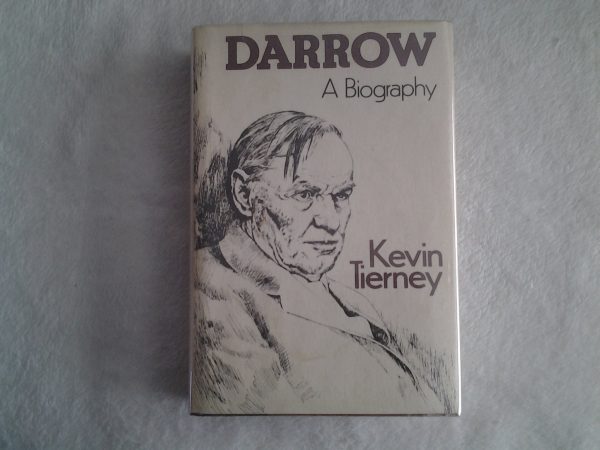 DARROW
A Biography
Kevin
Tierney